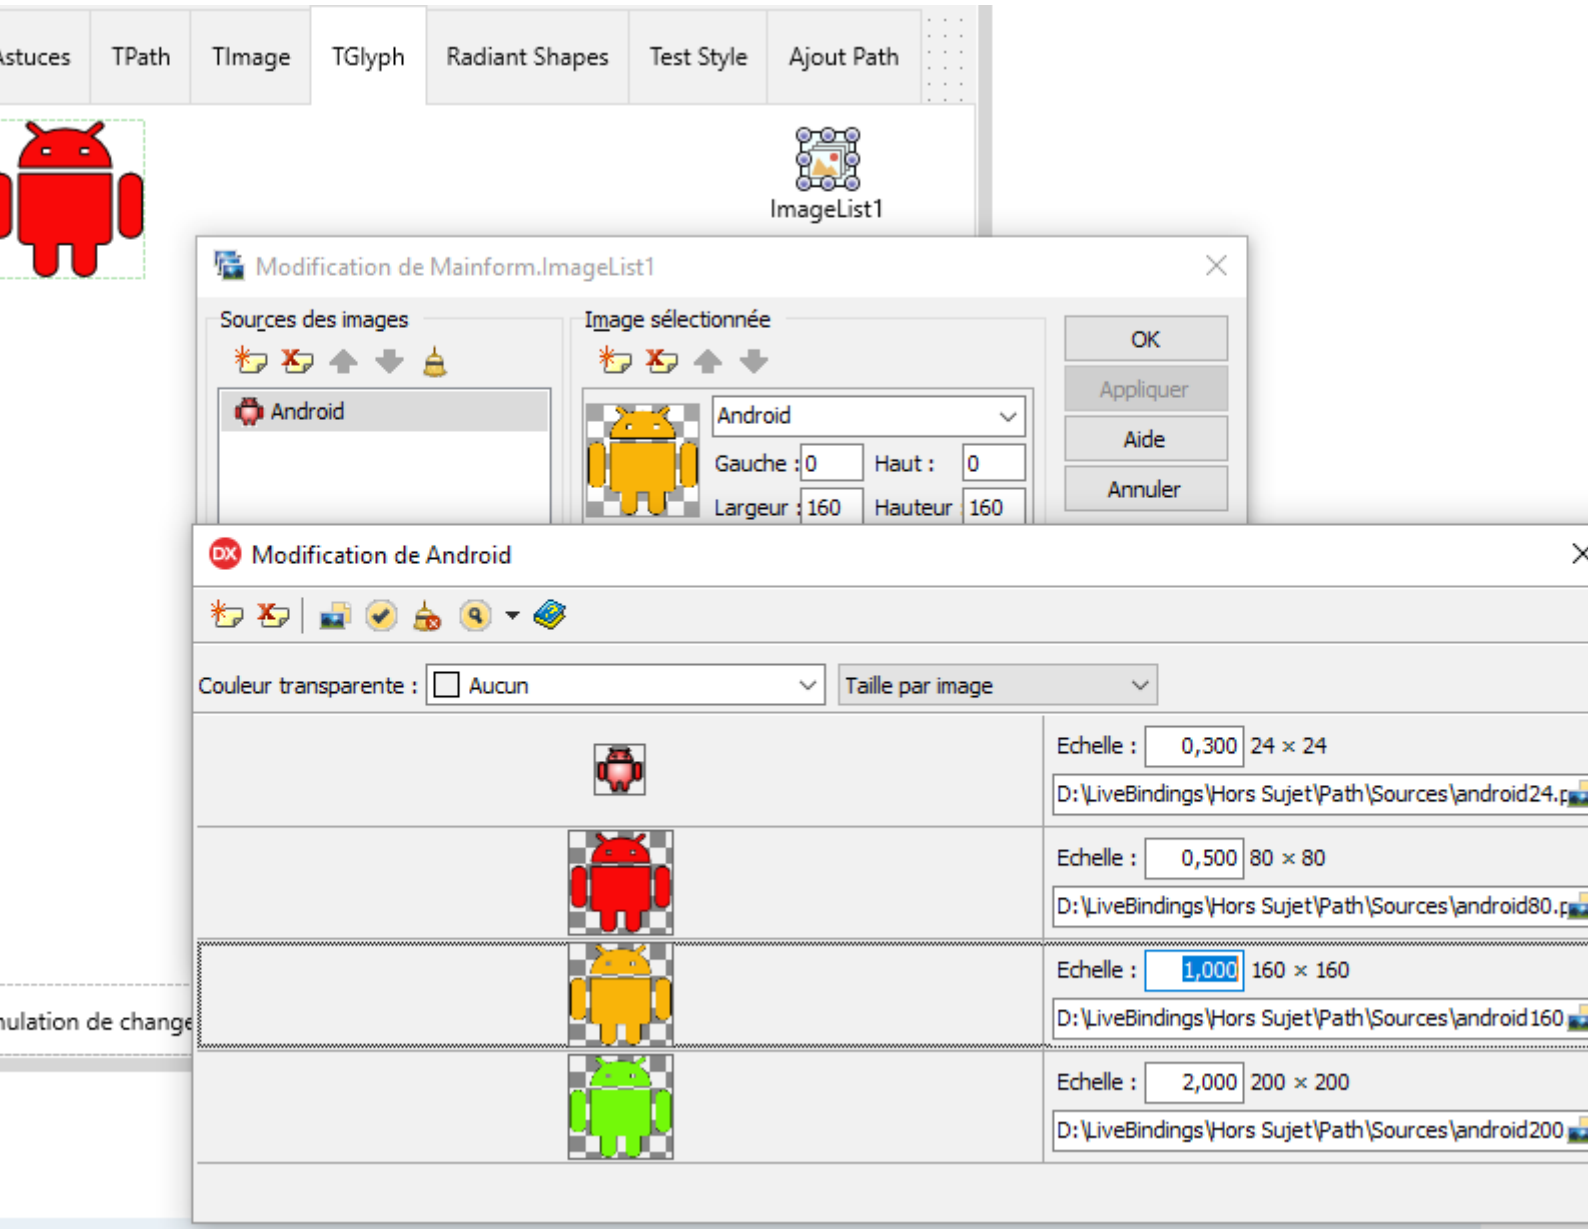 Astuces TPath TImage TGlyph Radiant Shapes Test Style Ajout Path
ImageList1
Modification de Mainform.ImageList1
Sources des images Image sélectionnée
OK
Appliquer
Aide
Annuler
Android
Android
Gauche : 0 Haut : 0
Largeur : 160 Hauteur : 160
DX Modification de Android
Couleur transparente : Aucun Taille par image
Echelle : 0,300 24 × 24
D:\LiveBindings\Hors Sujet\Path\Sources\android24.p
Echelle : 0,500 80 × 80
D:\LiveBindings\Hors Sujet\Path\Sources\android80.p
Echelle : 1,000 160 × 160
D:\LiveBindings\Hors Sujet\Path\Sources\android160
Echelle : 2,000 200 × 200
D:\LiveBindings\Hors Sujet\Path\Sources\android200
mulation de change